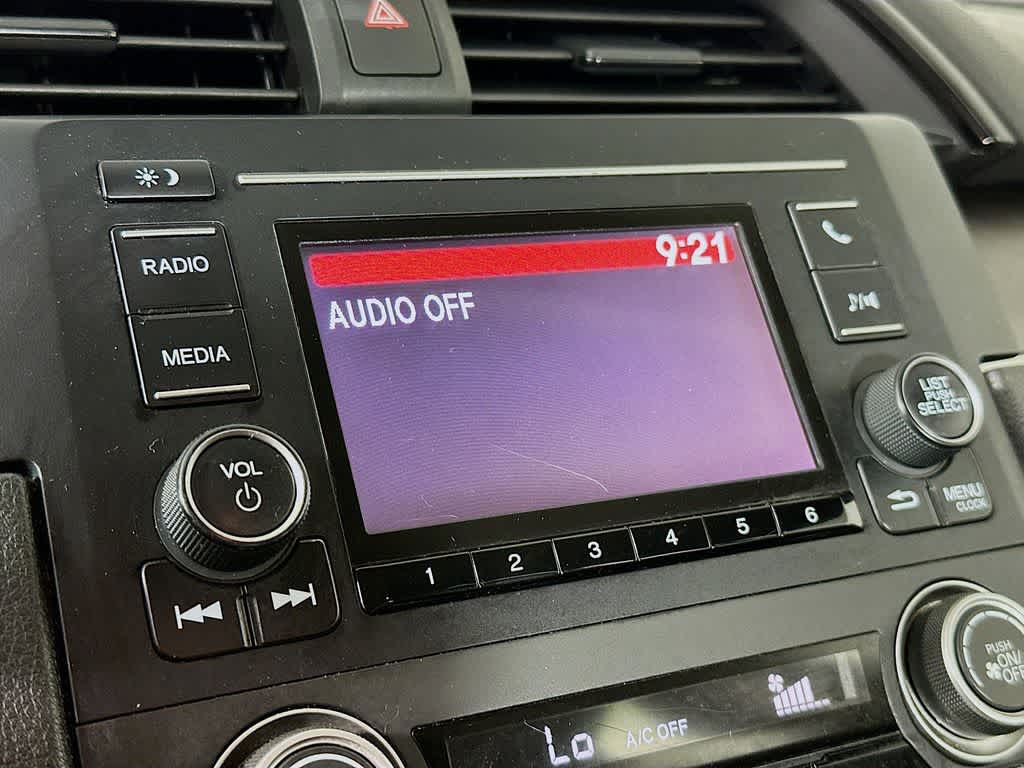 9:21
AUDIO OFF
RADIO
MEDIA
VOL
LIST
PUSH
SELECT
MENU
CLOCK
1 2 3 4 5 6
PUSH
ON/
OFF
Lo A/C OFF